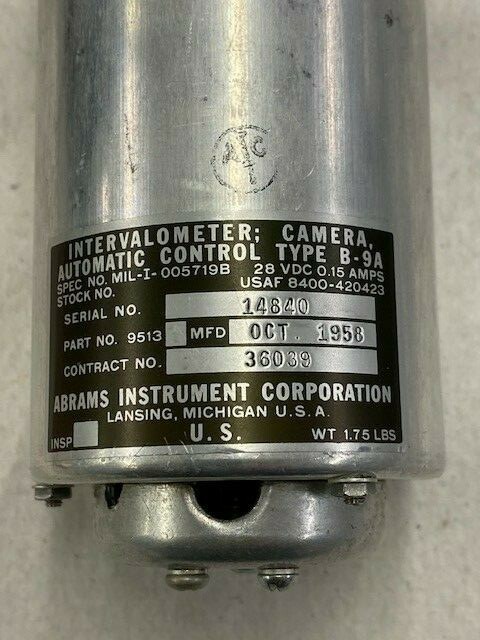 AIC
INTERVALOMETER; CAMERA,
AUTOMATIC CONTROL TYPE B-9A
SPEC NO. MIL-I-005719B 28 VDC 0.15 AMPS
STOCK NO. USAF 8400-420423
SERIAL NO. 14840
PART NO. 9513 MFD OCT. 1958
CONTRACT NO. 36039
ABRAMS INSTRUMENT CORPORATION
LANSING, MICHIGAN U.S.A.
INSP U.S. WT 1.75 LBS